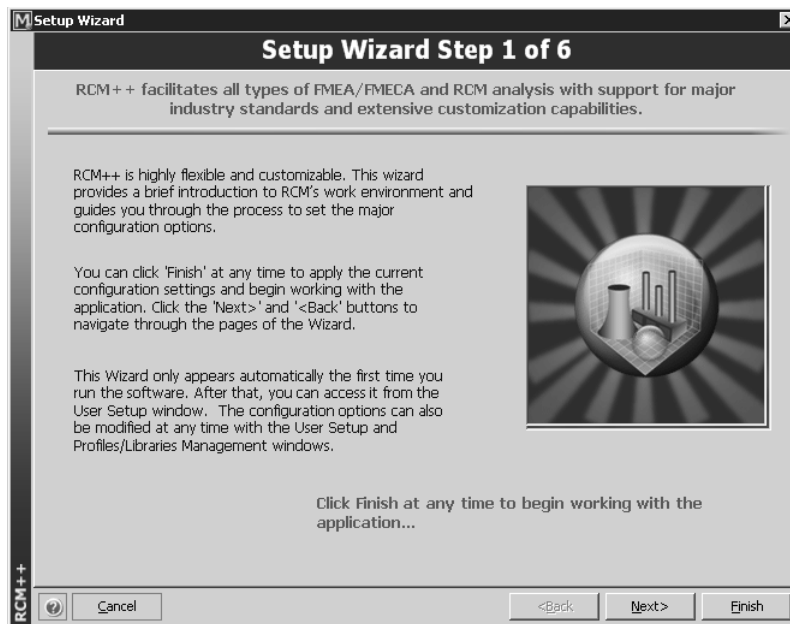 Setup Wizard
Setup Wizard Step 1 of 6
RCM++ facilitates all types of FMEA/FMECA and RCM analysis with support for major
industry standards and extensive customization capabilities.
RCM++ is highly flexible and customizable. This wizard
provides a brief introduction to RCM's work environment and
guides you through the process to set the major
configuration options.
You can click 'Finish' at any time to apply the current
configuration settings and begin working with the
application. Click the 'Next>' and '<Back' buttons to
navigate through the pages of the Wizard.
This Wizard only appears automatically the first time you
run the software. After that, you can access it from the
User Setup window.  The configuration options can also
be modified at any time with the User Setup and
Profiles/Libraries Management windows.
Click Finish at any time to begin working with the
application...
RCM++
? Cancel <Back Next> Finish